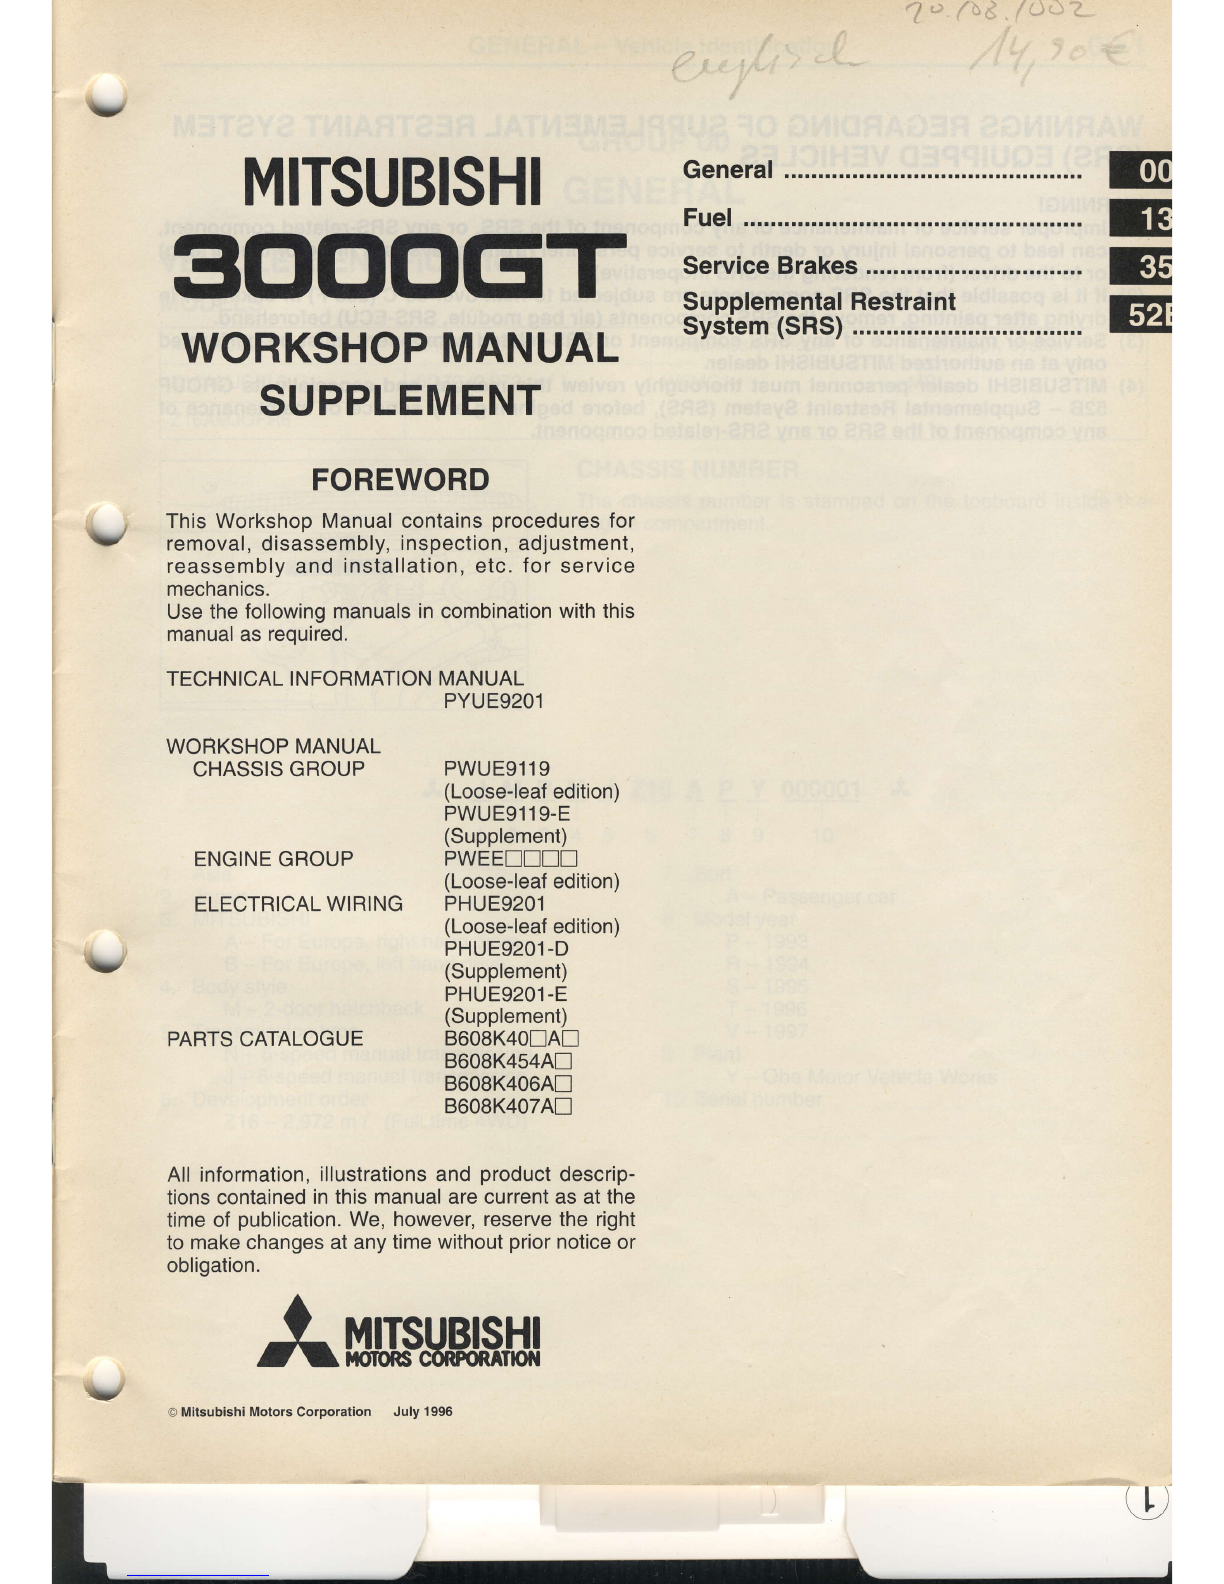 20.108.1002
englisch 14,90 €
MITSUBISHI
3000GT
WORKSHOP MANUAL
SUPPLEMENT
General 00
Fuel 13
Service Brakes 35
Supplemental Restraint
System (SRS) 52
FOREWORD
This Workshop Manual contains procedures for
removal, disassembly, inspection, adjustment,
reassembly and installation, etc. for service
mechanics.
Use the following manuals in combination with this
manual as required.
TECHNICAL INFORMATION MANUAL
PYUE9201
WORKSHOP MANUAL
CHASSIS GROUP PWUE9119
(Loose-leaf edition)
PWUE9119-E
(Supplement)
ENGINE GROUP PWEE□□□□
(Loose-leaf edition)
ELECTRICAL WIRING PHUE9201
(Loose-leaf edition)
PHUE9201-D
(Supplement)
PHUE9201-E
(Supplement)
PARTS CATALOGUE B608K40□A□
B608K454A□
B608K406A□
B608K407A□
All information, illustrations and product descrip-
tions contained in this manual are current as at the
time of publication. We, however, reserve the right
to make changes at any time without prior notice or
obligation.
MITSUBISHI
MOTORS CORPORATION
© Mitsubishi Motors Corporation July 1996
1